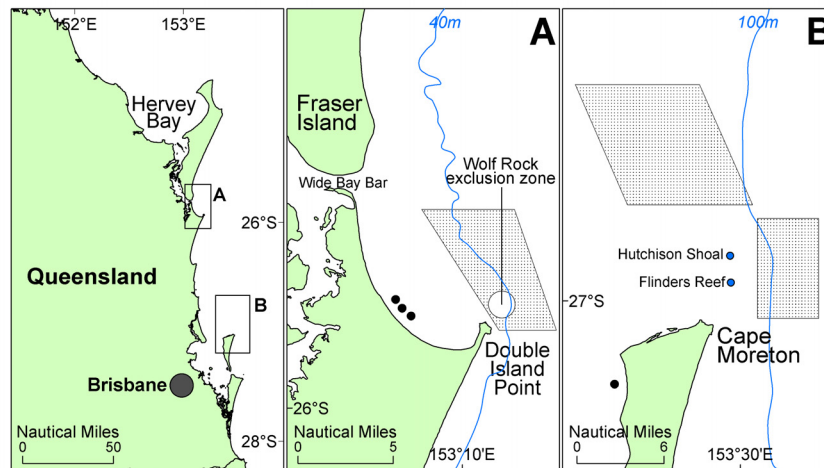 152°E
153°E
Hervey
Bay
A
26°S
Queensland
B
Brisbane
Nautical Miles
0
50
28°S
40m
A
Fraser
Island
Wolf Rock
exclusion zone
Wide Bay Bar
Double
Island
Point
26°S
Nautical Miles
0
5
153°10'E
100m
B
Hutchison Shoal
Flinders Reef
27°S
Cape
Moreton
Nautical Miles
0
6
153°30'E